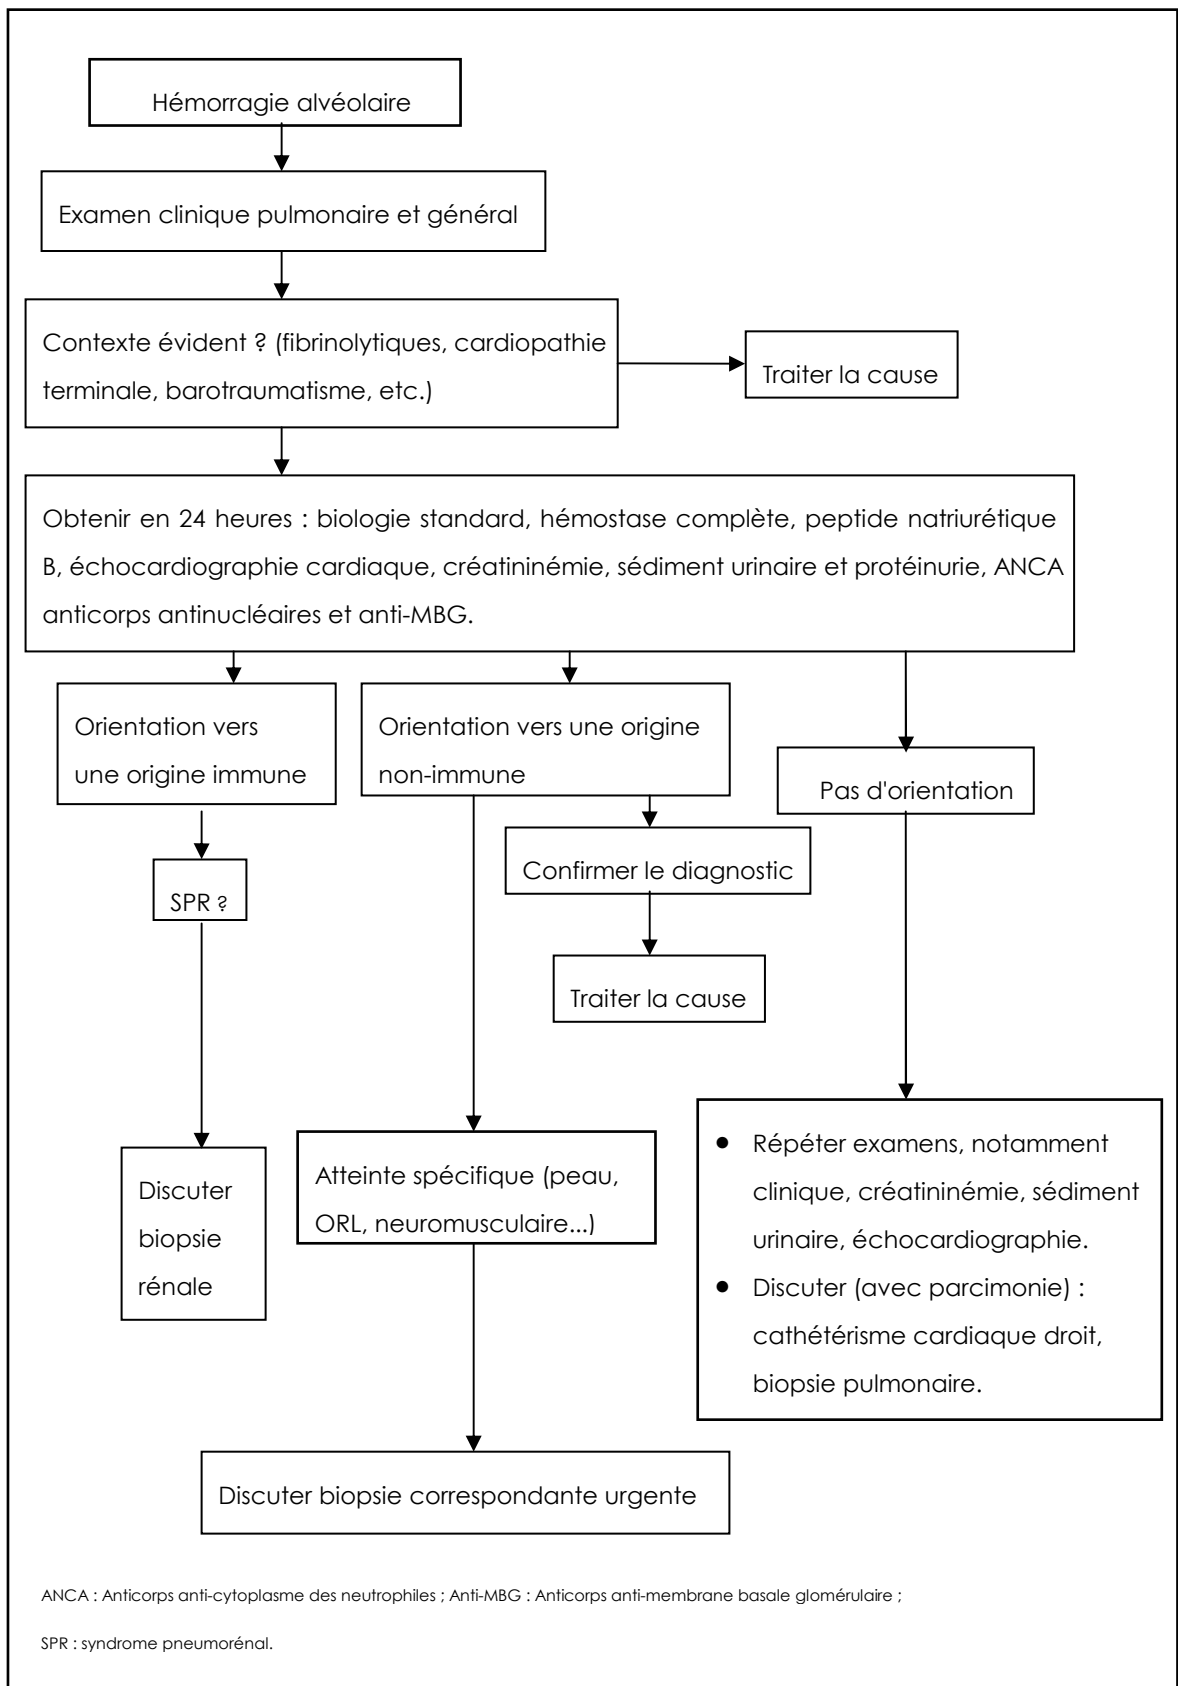 Hémorragie alvéolaire
Examen clinique pulmonaire et général
Contexte évident ? (fibrinolytiques, cardiopathie
terminale, barotraumatisme, etc.)
Traiter la cause
Obtenir en 24 heures : biologie standard, hémostase complète, peptide natriurétique
B, échocardiographie cardiaque, créatininémie, sédiment urinaire et protéinurie, ANCA
anticorps antinucléaires et anti-MBG.
Orientation vers
une origine immune
Orientation vers une origine
non-immune
Pas d'orientation
Confirmer le diagnostic
SPR ?
Traiter la cause
Discuter
biopsie
rénale
Atteinte spécifique (peau,
ORL, neuromusculaire...)
• Répéter examens, notamment
clinique, créatininémie, sédiment
urinaire, échocardiographie.
• Discuter (avec parcimonie) :
cathétérisme cardiaque droit,
biopsie pulmonaire.
Discuter biopsie correspondante urgente
ANCA : Anticorps anti-cytoplasme des neutrophiles ; Anti-MBG : Anticorps anti-membrane basale glomérulaire ;
SPR : syndrome pneumorénal.